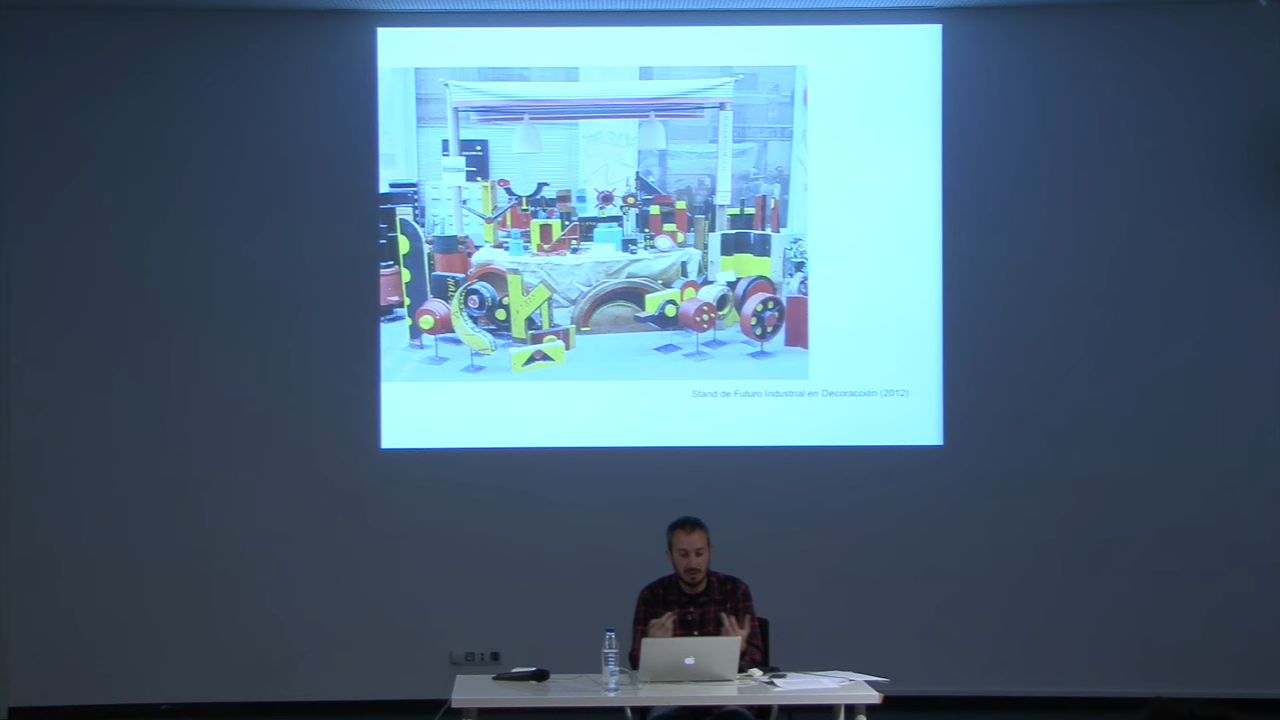 Stand de Futuro Industrial en Decoracción (2012)